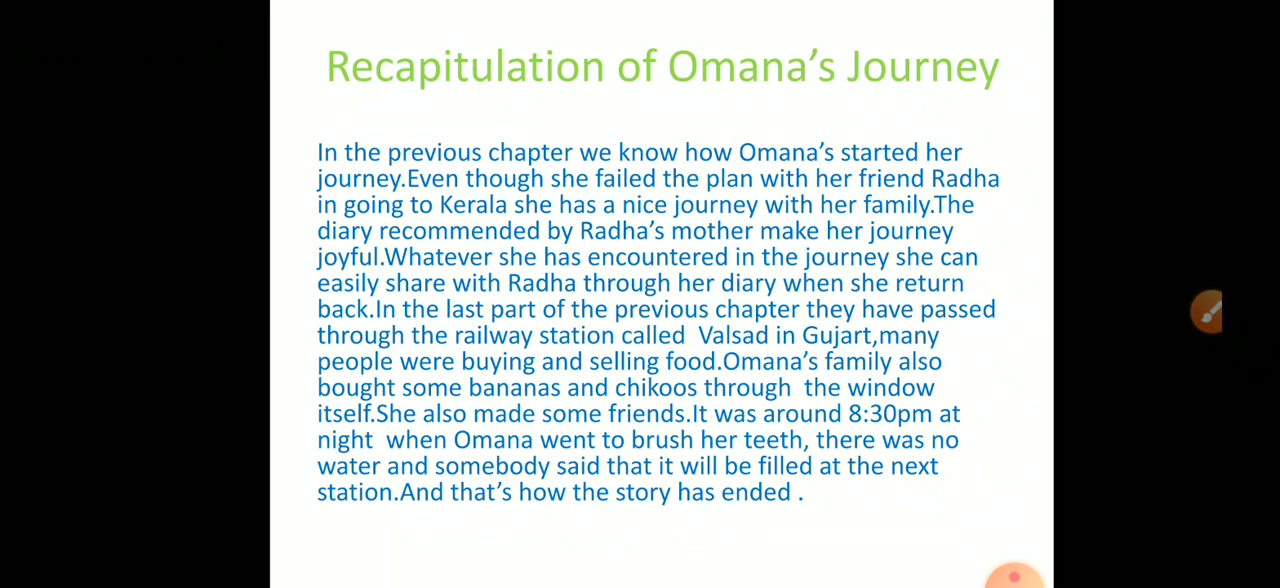 Recapitulation of Omana’s Journey
In the previous chapter we know how Omana’s started her
journey.Even though she failed the plan with her friend Radha
in going to Kerala she has a nice journey with her family.The
diary recommended by Radha’s mother make her journey
joyful.Whatever she has encountered in the journey she can
easily share with Radha through her diary when she return
back.In the last part of the previous chapter they have passed
through the railway station called  Valsad in Gujart,many
people were buying and selling food.Omana’s family also
bought some bananas and chikoos through  the window
itself.She also made some friends.It was around 8:30pm at
night  when Omana went to brush her teeth, there was no
water and somebody said that it will be filled at the next
station.And that’s how the story has ended .